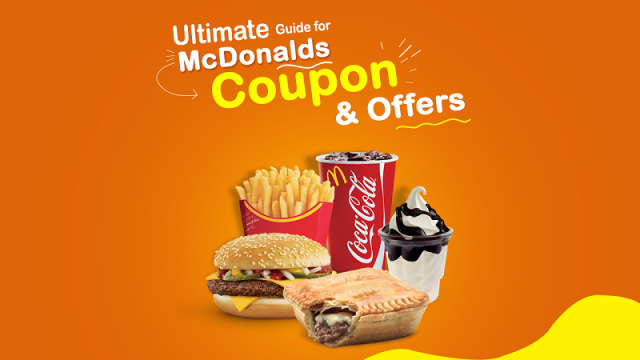 Ultimate Guide for
McDonalds
Coupon
& Offers
Coca-Cola